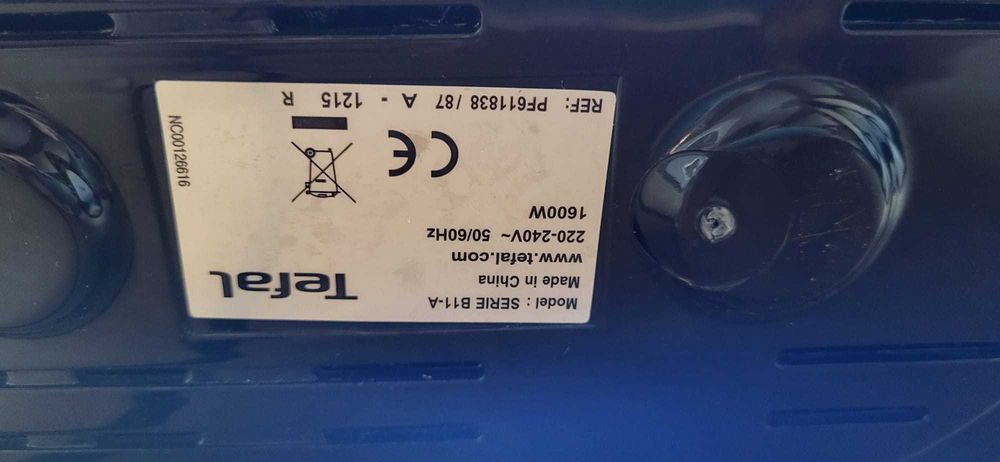 Tefal
Model : SERIE B11-A
Made in China
www.tefal.com
220-240V~ 50/60Hz
1600W
CE
REF: PF611838 / 87 A - 1215 R
NC00126616